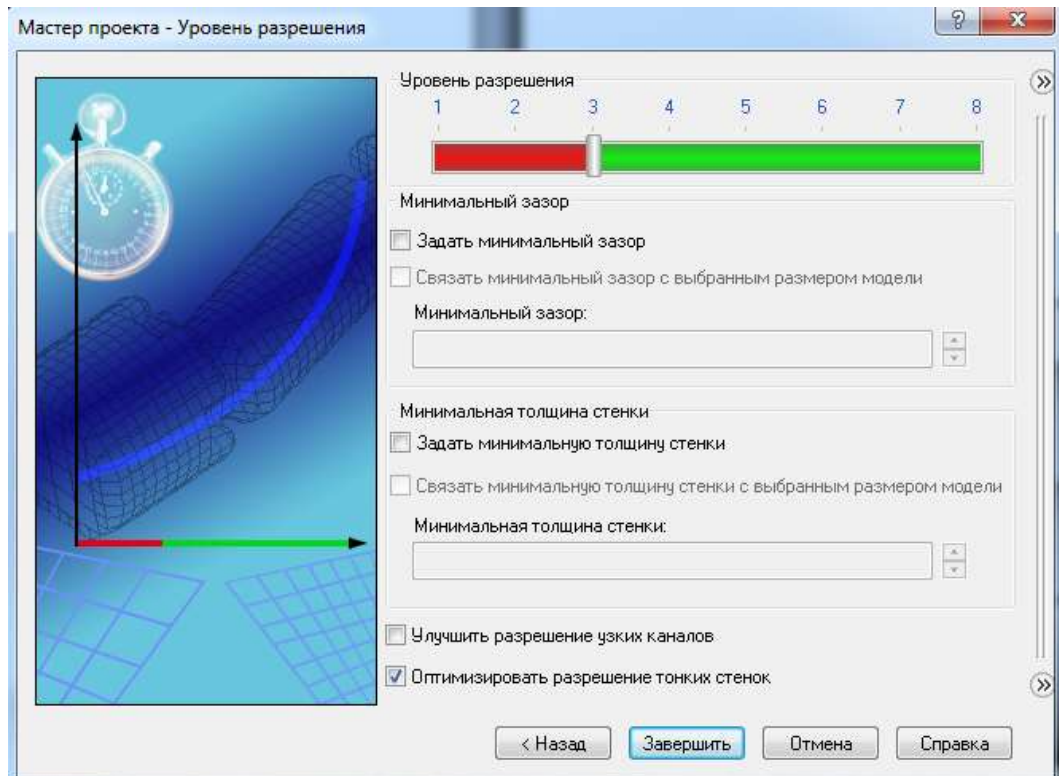 Мастер проекта - Уровень разрешения
Уровень разрешения
1 2 3 4 5 6 7 8
Минимальный зазор
Задать минимальный зазор
Связать минимальный зазор с выбранным размером модели
Минимальный зазор:
Минимальная толщина стенки
Задать минимальную толщину стенки
Связать минимальную толщину стенки с выбранным размером модели
Минимальная толщина стенки:
Улучшить разрешение узких каналов
Оптимизировать разрешение тонких стенок
< Назад Завершить Отмена Справка